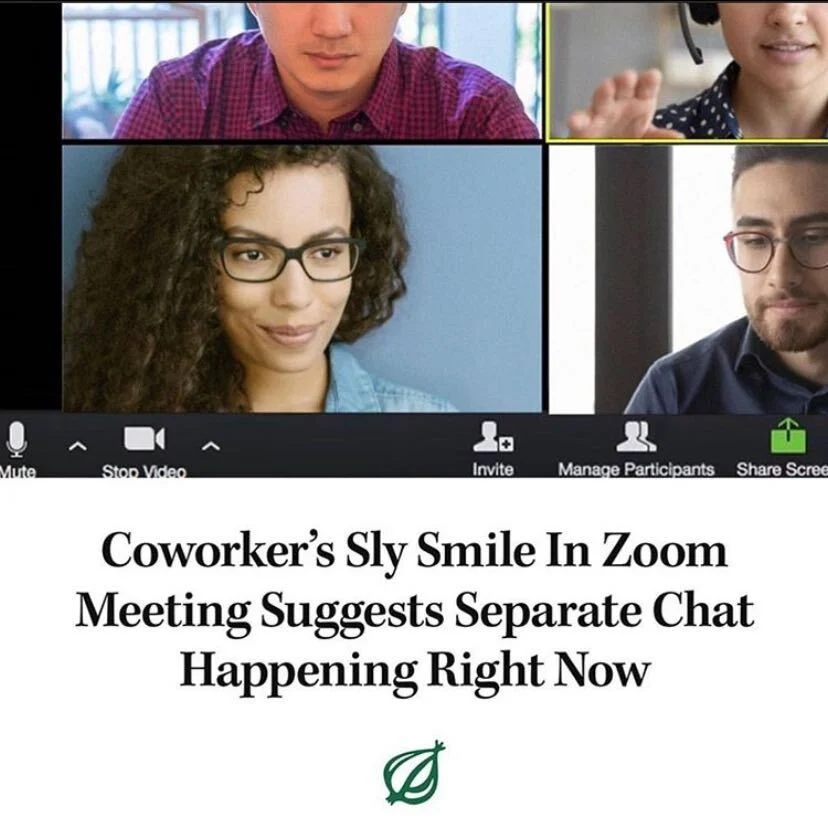 Mute Stop Video Invite Manage Participants Share Scree
Coworker's Sly Smile In Zoom
Meeting Suggests Separate Chat
Happening Right Now